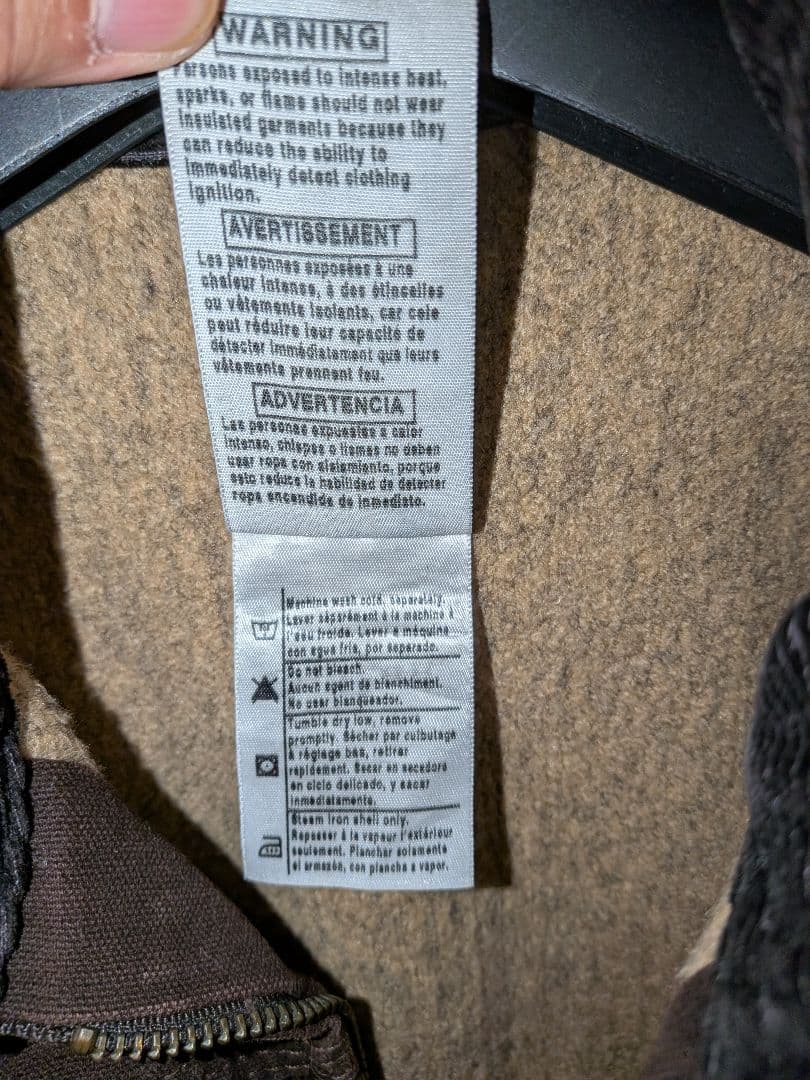 WARNING
Persons exposed to intense heat,
sparks, or flame should not wear
insulated garments because they
can reduce the ability to
immediately detect clothing
ignition.
AVERTISSEMENT
Les personnes exposées à une
chaleur intense, à des étincelles
ou vêtements isolants, car cele
peut réduire leur capacité de
détecter immédiatement que leurs
vêtements prennent feu.
ADVERTENCIA
Las personas expuestas a calor
intenso, chispas o llamas no deben
usar ropa con aislamiento, porque
esto reduce la habilidad de detectar
ropa encendida de inmediato.
Machine wash cold, separately.
Laver séparément à la machine à
l'eau froide. Lavar a máquina
con agua fría, por separado.
Do not bleach.
Aucun agent de blanchiment.
No usar blanqueador.
Tumble dry low, remove
promptly. Sécher par culbutage
à réglage bas, retirer
rapidement. Secar en secadora
en ciclo delicado, y sacar
inmediatamente.
Steam iron shell only.
Repasser à la vapeur l'extérieur
seulement. Planchar solamente
el armazón, con plancha a vapor.